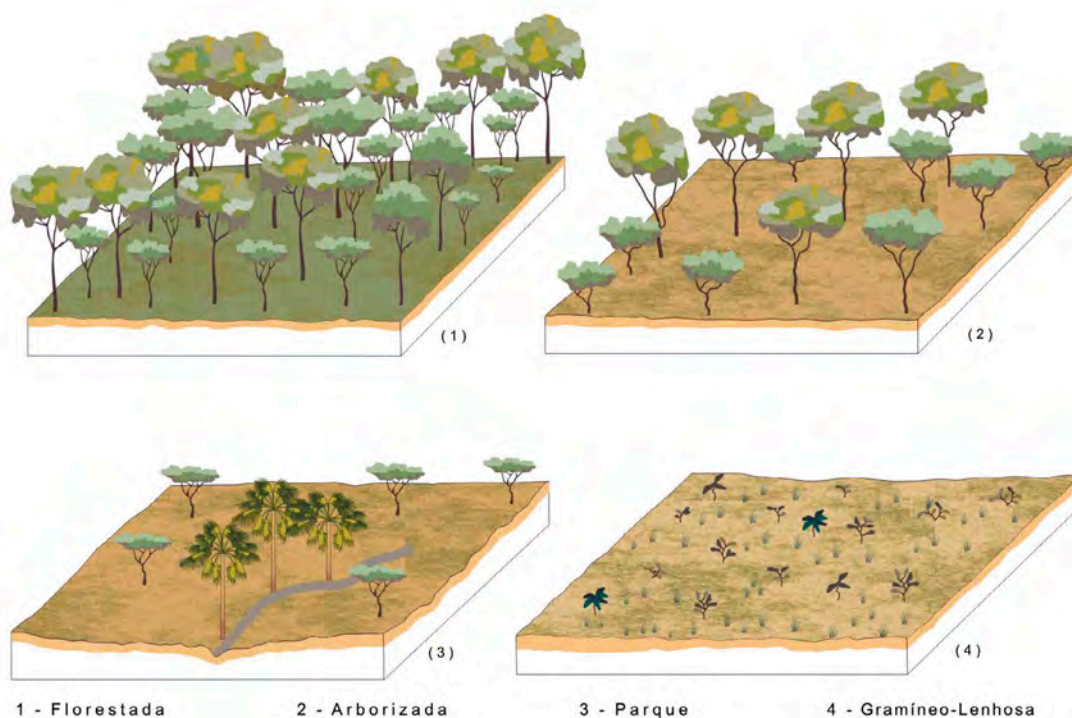 (1)
(2)
(3)
(4)
1 - Florestada 2 - Arborizada 3 - Parque 4 - Gramíneo-Lenhosa